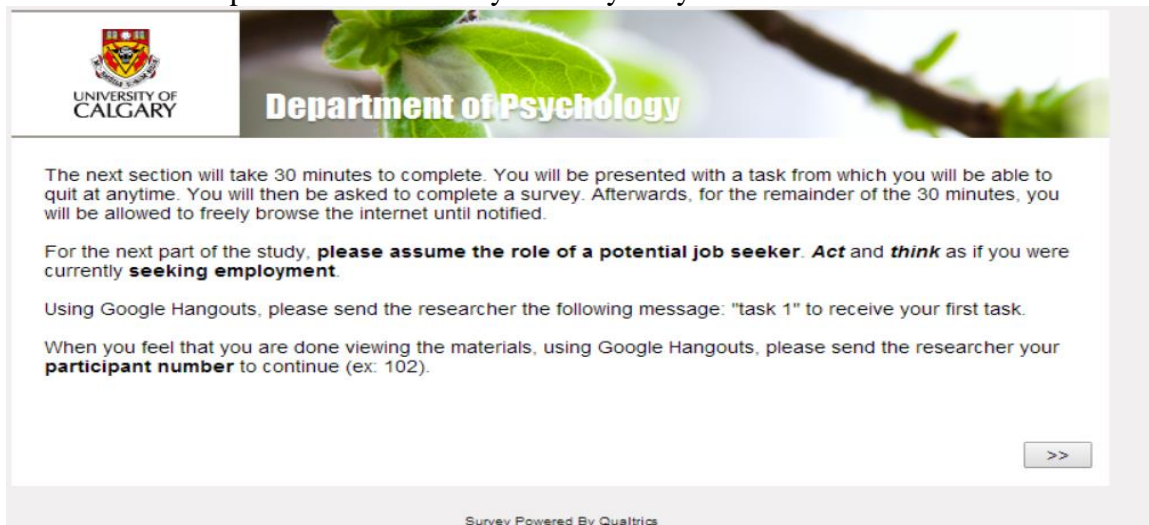 UNIVERSITY OF
CALGARY
Department of Psychology
The next section will take 30 minutes to complete. You will be presented with a task from which you will be able to
quit at anytime. You will then be asked to complete a survey. Afterwards, for the remainder of the 30 minutes, you
will be allowed to freely browse the internet until notified.
For the next part of the study, please assume the role of a potential job seeker. Act and think as if you were
currently seeking employment.
Using Google Hangouts, please send the researcher the following message: "task 1" to receive your first task.
When you feel that you are done viewing the materials, using Google Hangouts, please send the researcher your
participant number to continue (ex: 102).
>>
Survey Powered By Qualtrics